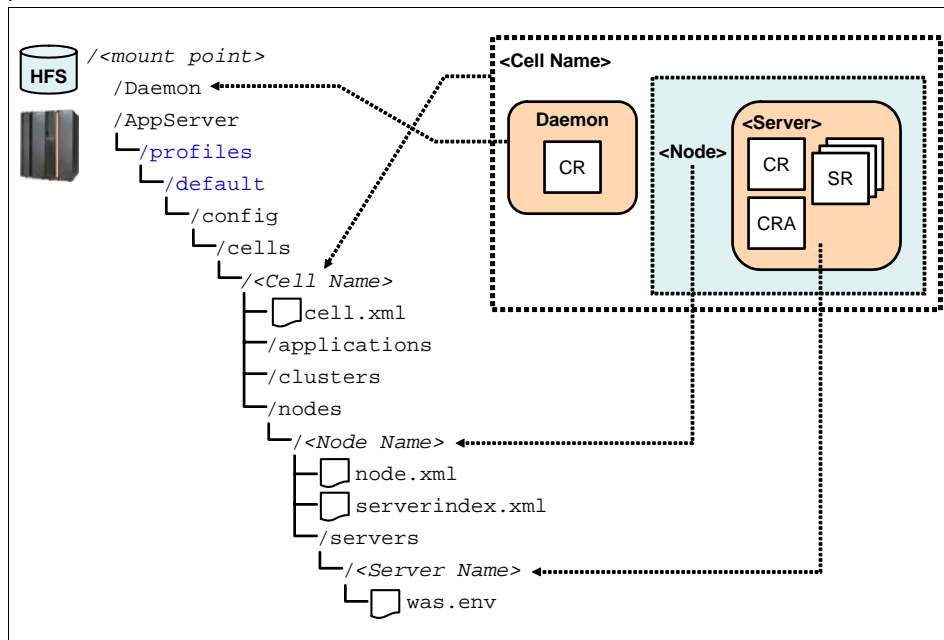 HFS
/<mount point>
/Daemon
/AppServer
/profiles
/default
/config
/cells
/<Cell Name>
cell.xml
/applications
/clusters
/nodes
/<Node Name>
node.xml
serverindex.xml
/servers
/<Server Name>
was.env
<Cell Name>
Daemon
CR
<Node>
<Server>
CR
SR
CRA